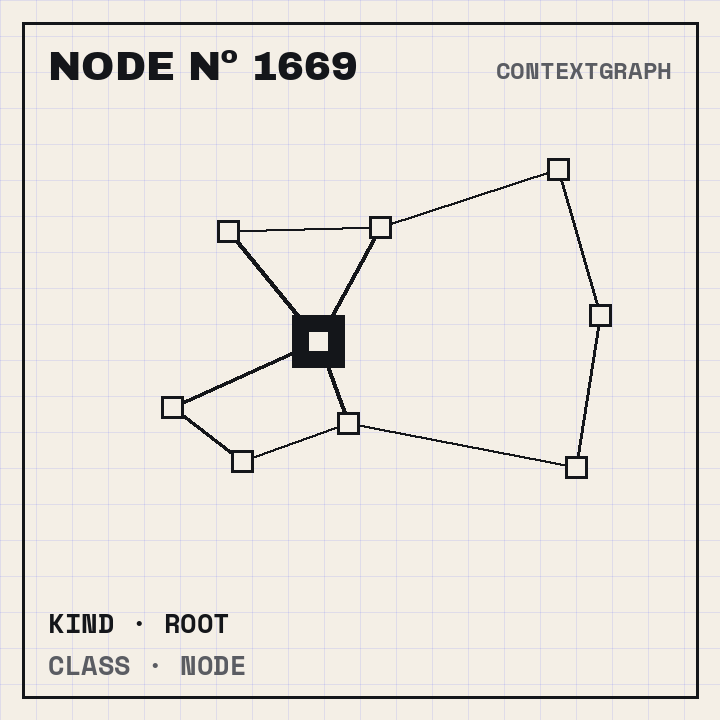 NODE Nº 1669
CONTEXTGRAPH
KIND · ROOT
CLASS · NODE